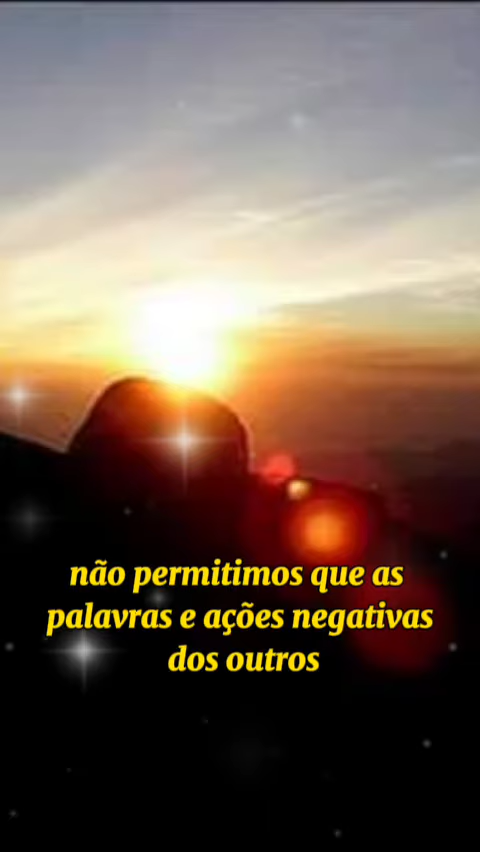 não permitimos que as
palavras e ações negativas
dos outros